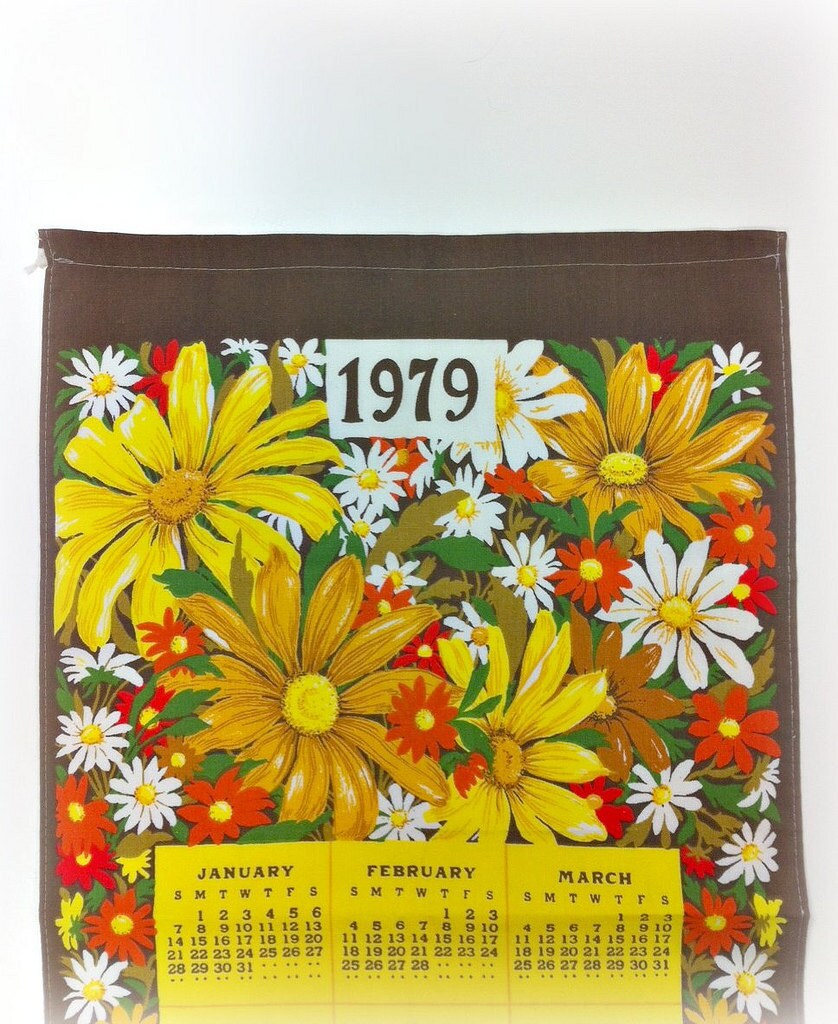 1979
JANUARY FEBRUARY MARCH
S M T W T F S S M T W T F S S M T W T F S
1 2 3 4 5 6 1 2 3 1 2 3
7 8 9 10 11 12 13 4 5 6 7 8 9 10 4 5 6 7 8 9 10
14 15 16 17 18 19 20 11 12 13 14 15 16 17 11 12 13 14 15 16 17
21 22 23 24 25 26 27 18 19 20 21 22 23 24 18 19 20 21 22 23 24
28 29 30 31 25 26 27 28 25 26 27 28 29 30 31